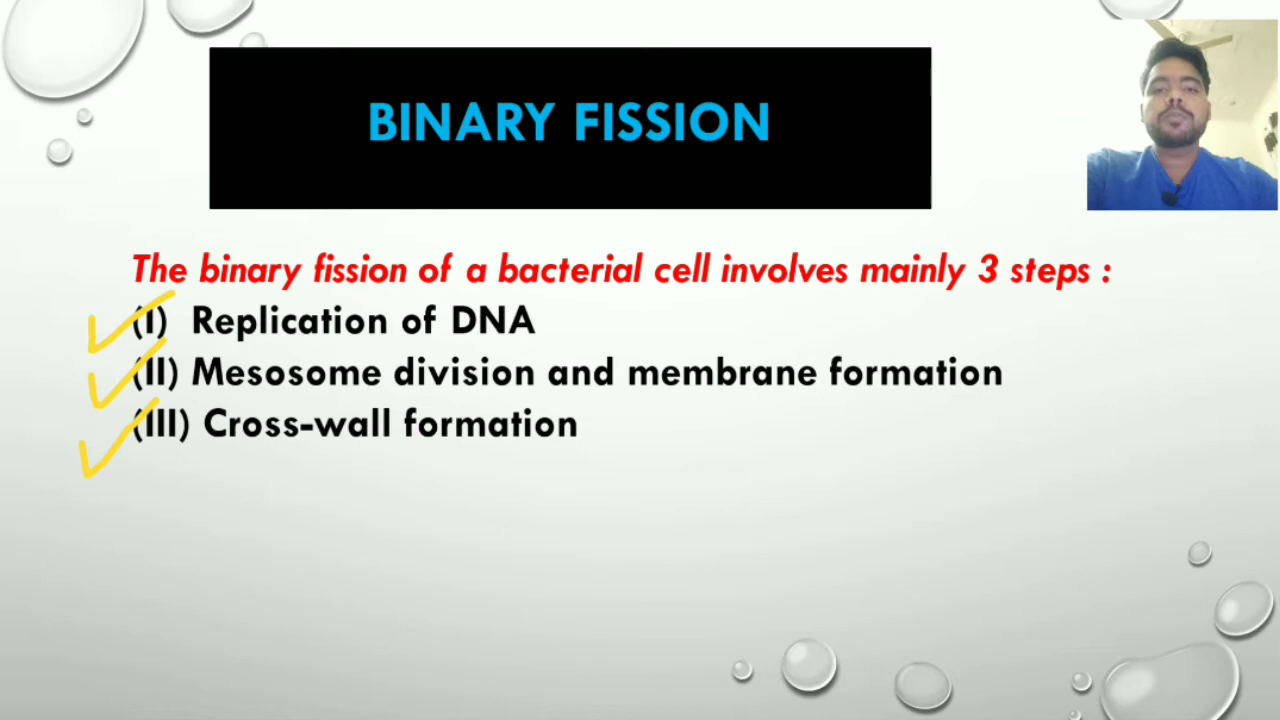 BINARY FISSION
The binary fission of a bacterial cell involves mainly 3 steps :
(I) Replication of DNA
(II) Mesosome division and membrane formation
(III) Cross-wall formation